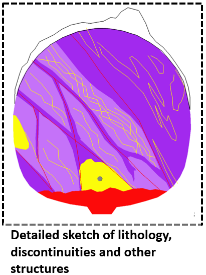 Detailed sketch of lithology,
discontinuities and other
structures